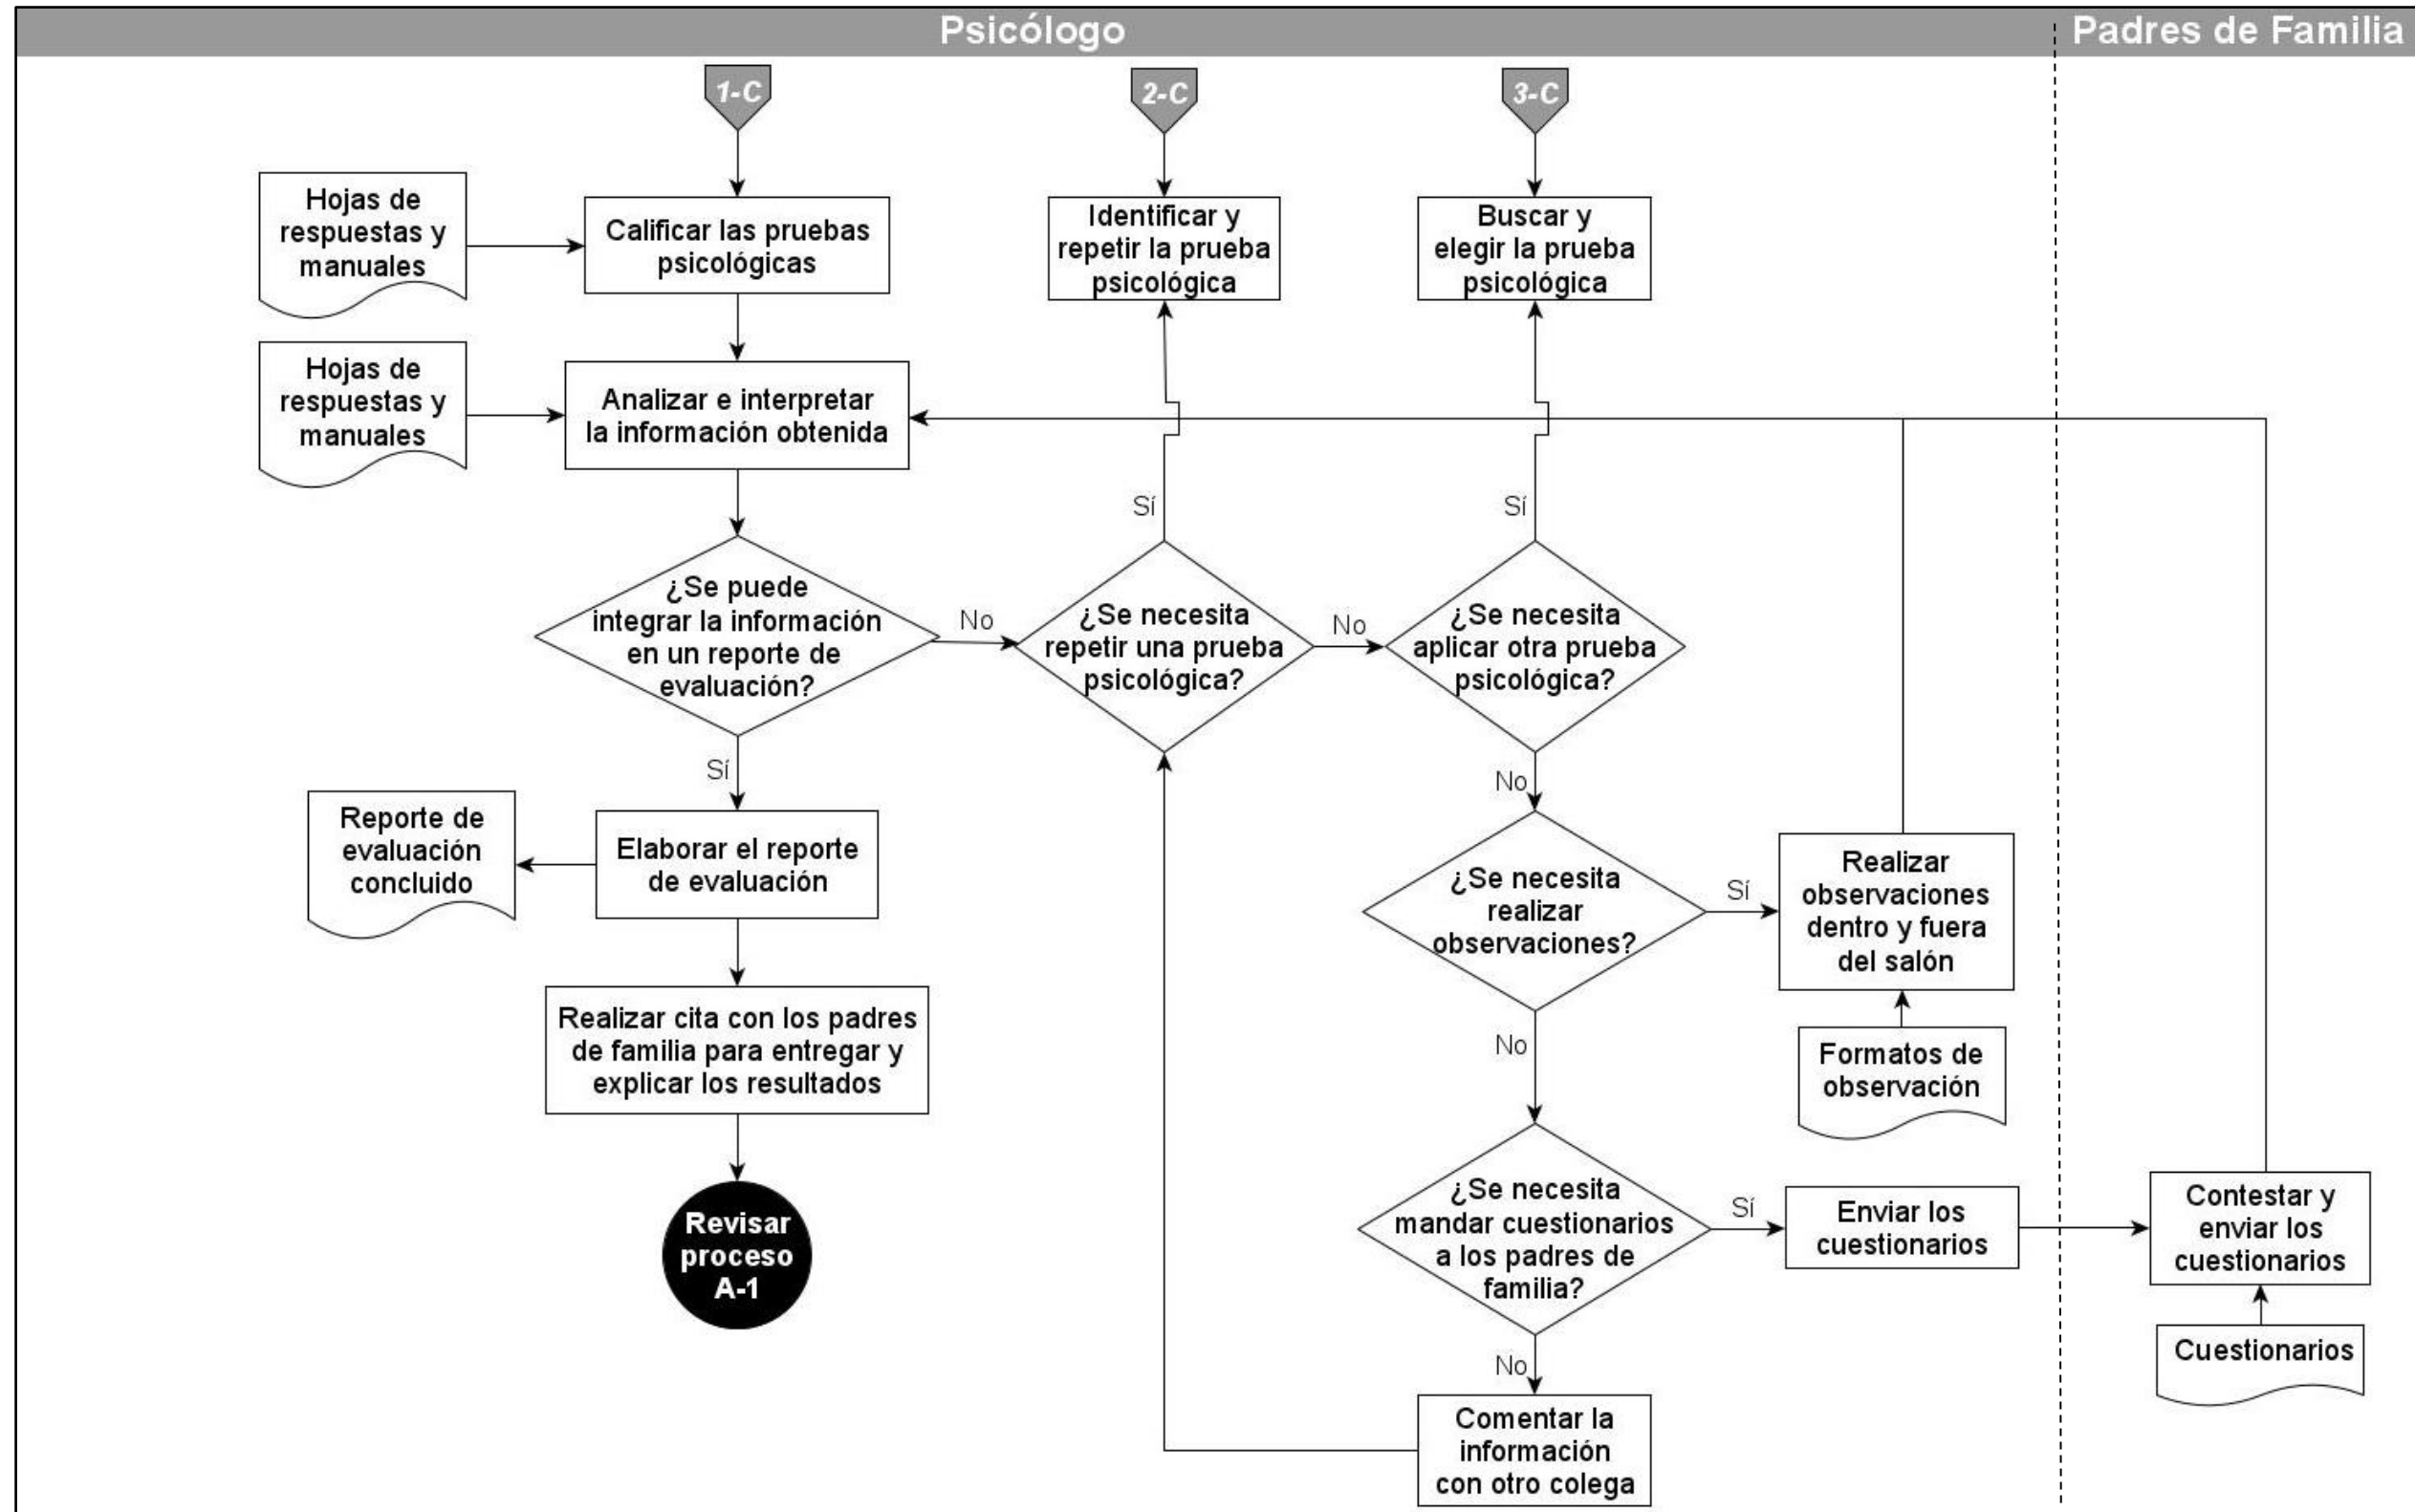 Psicólogo
Padres de Familia
1-C
2-C
3-C
Hojas de
respuestas y
manuales
Calificar las pruebas
psicológicas
Identificar y
repetir la prueba
psicológica
Buscar y
elegir la prueba
psicológica
Hojas de
respuestas y
manuales
Analizar e interpretar
la información obtenida
Sí
Sí
¿Se puede
integrar la información
en un reporte de
evaluación?
No
¿Se necesita
repetir una prueba
psicológica?
No
¿Se necesita
aplicar otra prueba
psicológica?
Sí
No
Reporte de
evaluación
concluido
Elaborar el reporte
de evaluación
¿Se necesita
realizar
observaciones?
Sí
Realizar
observaciones
dentro y fuera
del salón
Realizar cita con los padres
de familia para entregar y
explicar los resultados
No
Formatos de
observación
Revisar
proceso
A-1
¿Se necesita
mandar cuestionarios
a los padres de
familia?
Sí
Enviar los
cuestionarios
Contestar y
enviar los
cuestionarios
No
Cuestionarios
Comentar la
información
con otro colega